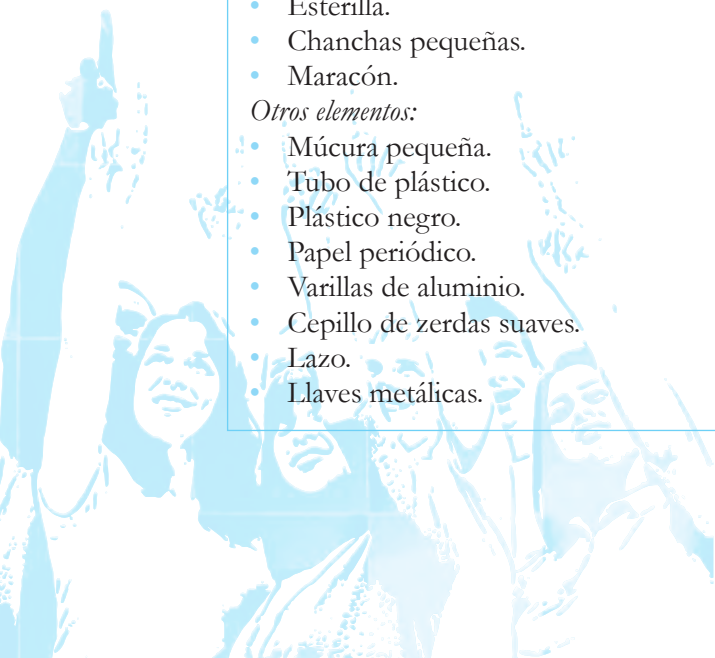 • Esterilla.
• Chanchas pequeñas.
• Maracón.
Otros elementos:
• Múcura pequeña.
• Tubo de plástico.
• Plástico negro.
• Papel periódico.
• Varillas de aluminio.
• Cepillo de zerdas suaves.
• Lazo.
• Llaves metálicas.